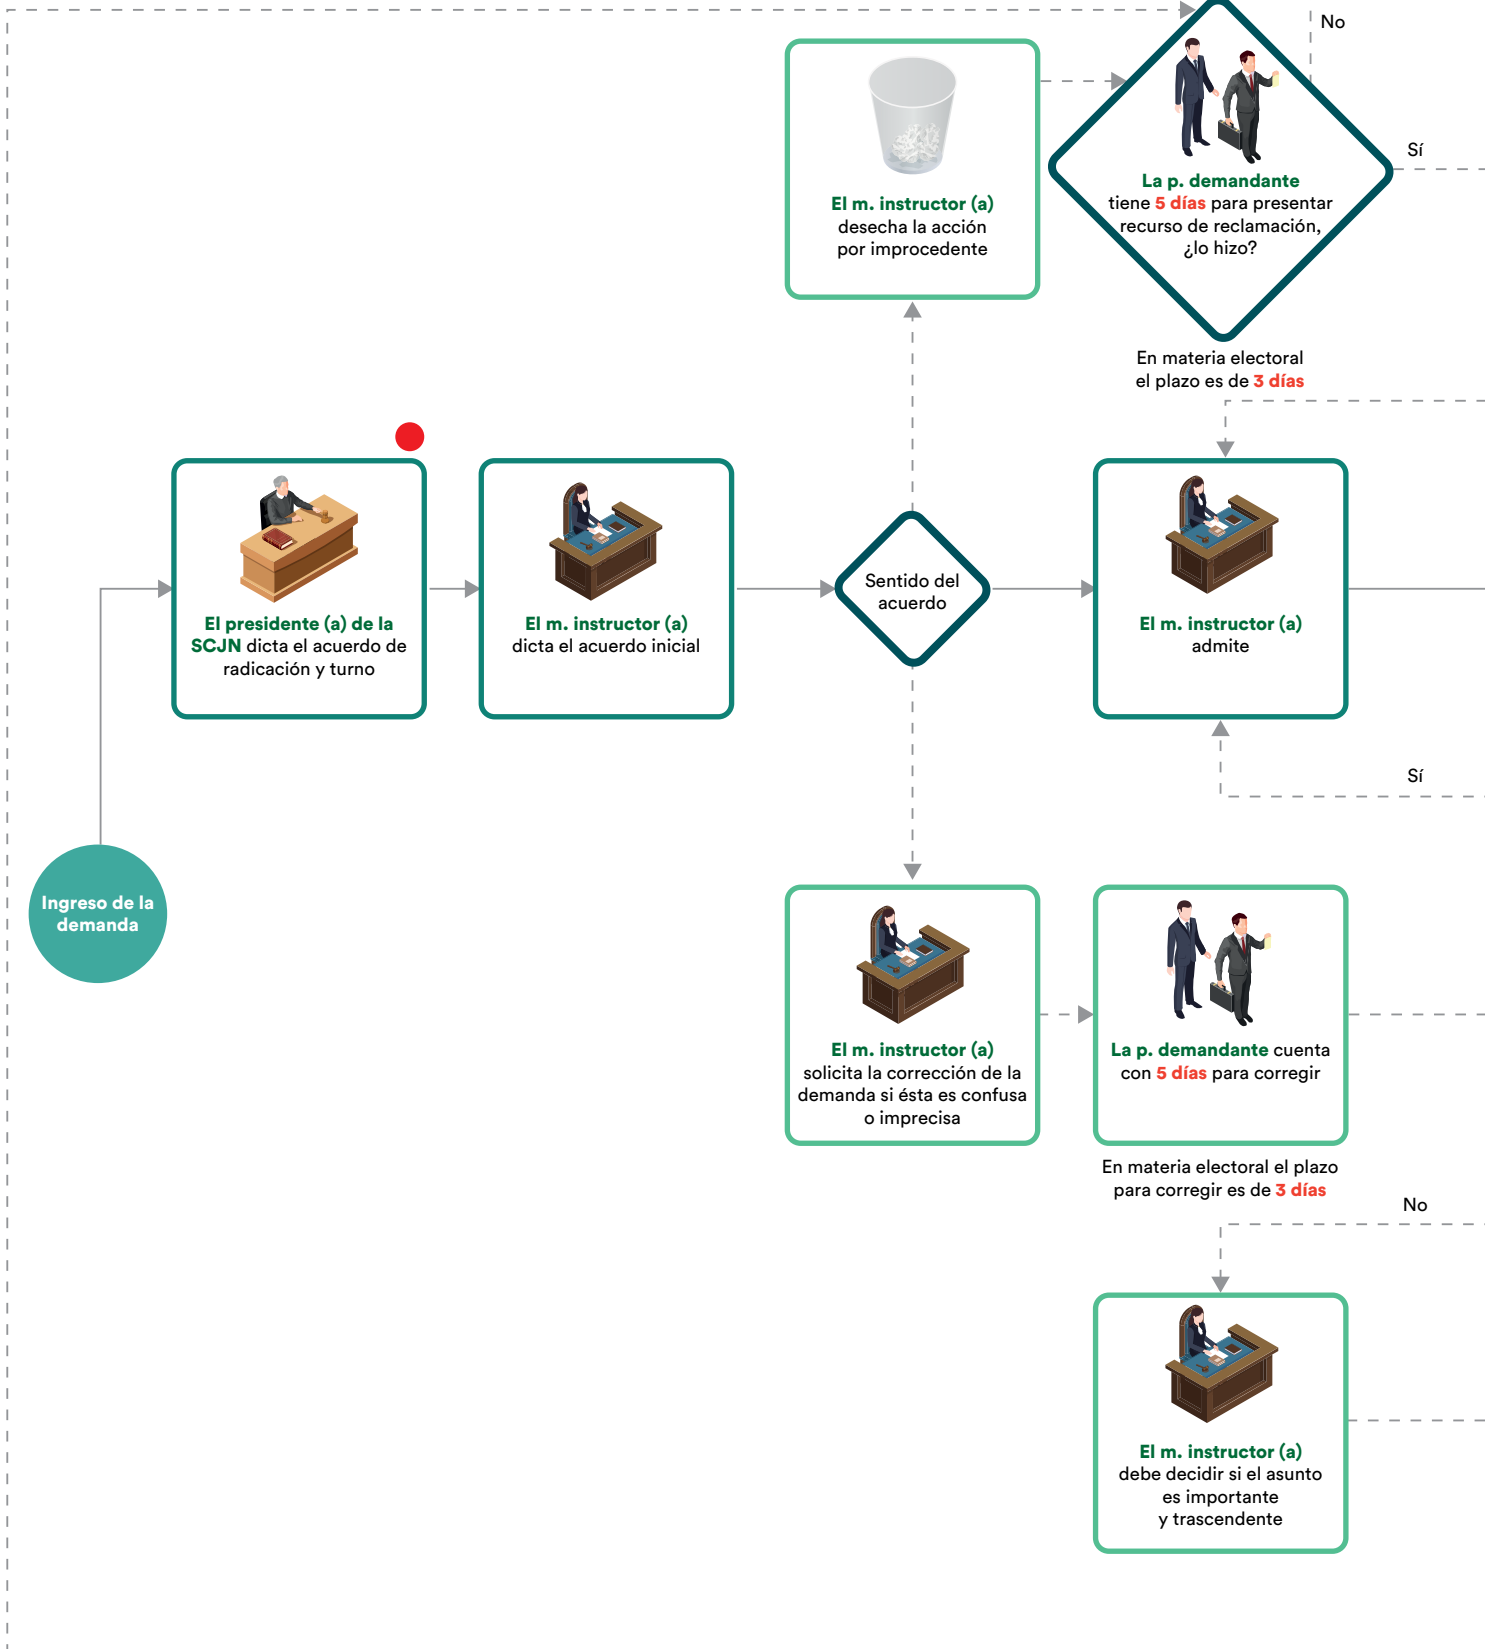 No
La p. demandante
tiene 5 días para presentar
recurso de reclamación,
¿lo hizo?
Sí
El m. instructor (a)
desecha la acción
por improcedente
En materia electoral
el plazo es de 3 días
El presidente (a) de la
SCJN dicta el acuerdo de
radicación y turno
El m. instructor (a)
dicta el acuerdo inicial
Sentido del
acuerdo
El m. instructor (a)
admite
Sí
Ingreso de la
demanda
El m. instructor (a)
solicita la corrección de la
demanda si ésta es confusa
o imprecisa
La p. demandante cuenta
con 5 días para corregir
En materia electoral el plazo
para corregir es de 3 días
No
El m. instructor (a)
debe decidir si el asunto
es importante
y trascendente